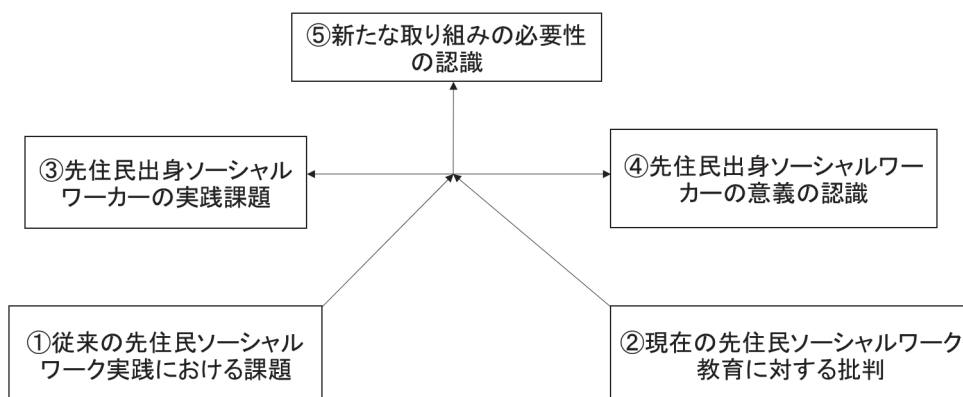 ⑤新たな取り組みの必要性
の認識
③先住民出身ソーシャル
ワーカーの実践課題
④先住民出身ソーシャルワー
カーの意義の認識
①従来の先住民ソーシャル
ワーク実践における課題
②現在の先住民ソーシャルワーク
教育に対する批判